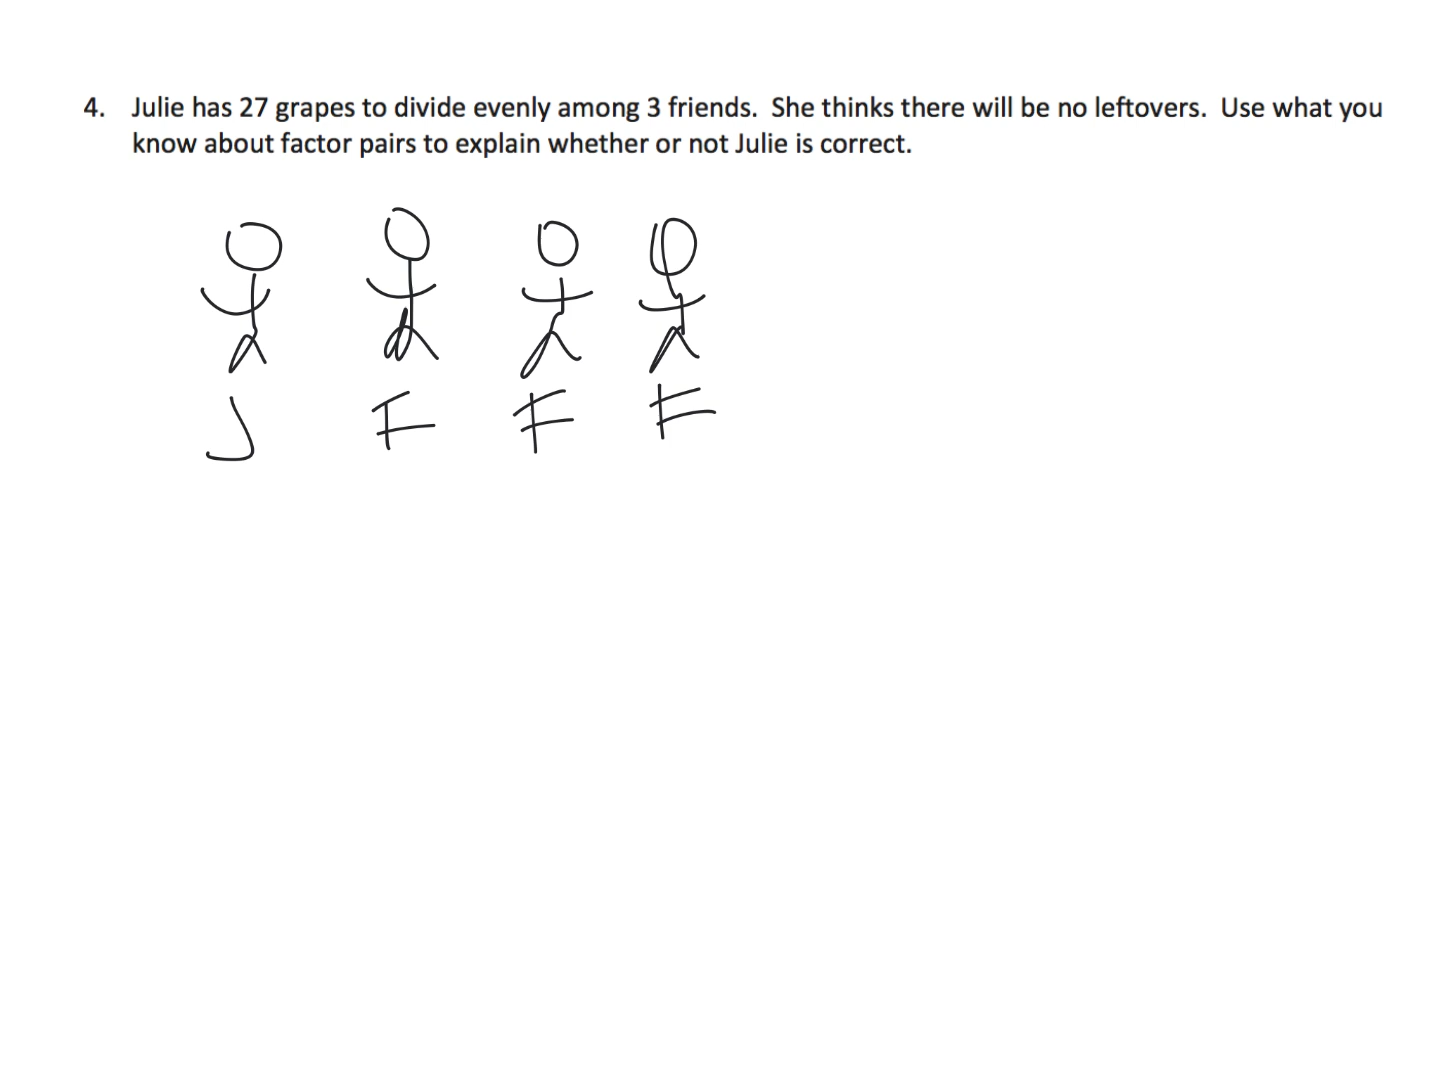 4. Julie has 27 grapes to divide evenly among 3 friends. She thinks there will be no leftovers. Use what you
know about factor pairs to explain whether or not Julie is correct.
J F F F